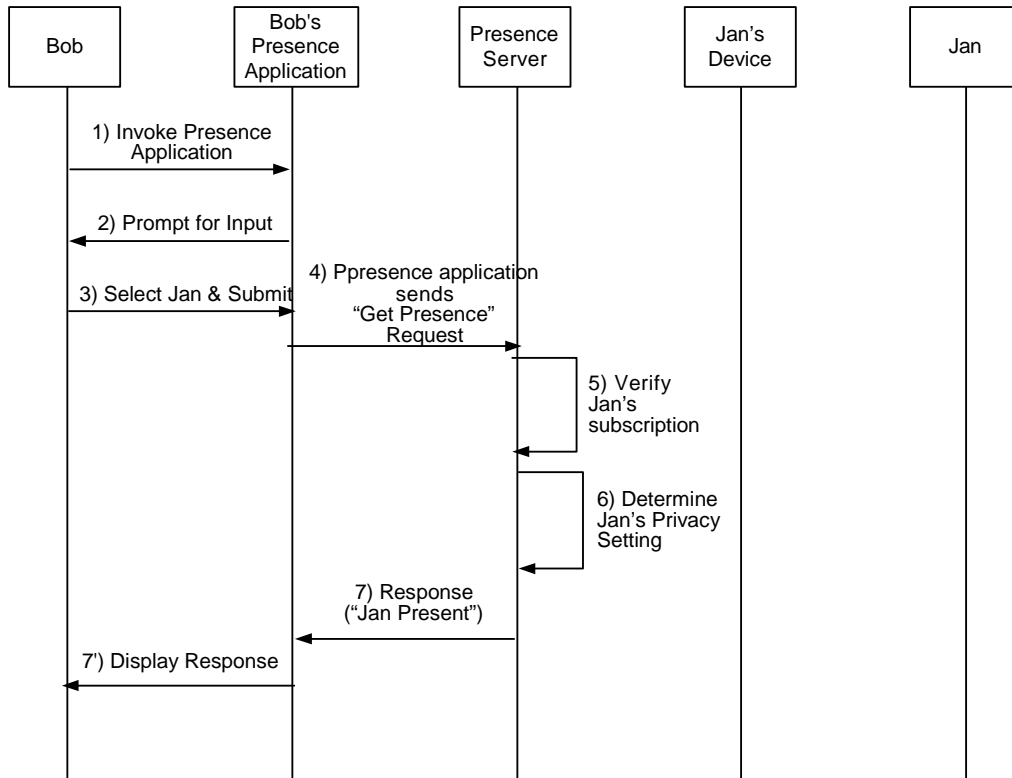 Bob
Bob's
Presence
Application
Presence
Server
Jan's
Device
Jan
1) Invoke Presence
Application
2) Prompt for Input
3) Select Jan & Submit
4) Ppresence application
sends
“Get Presence”
Request
5) Verify
Jan's
subscription
6) Determine
Jan's Privacy
Setting
7) Response
(“Jan Present”)
7') Display Response